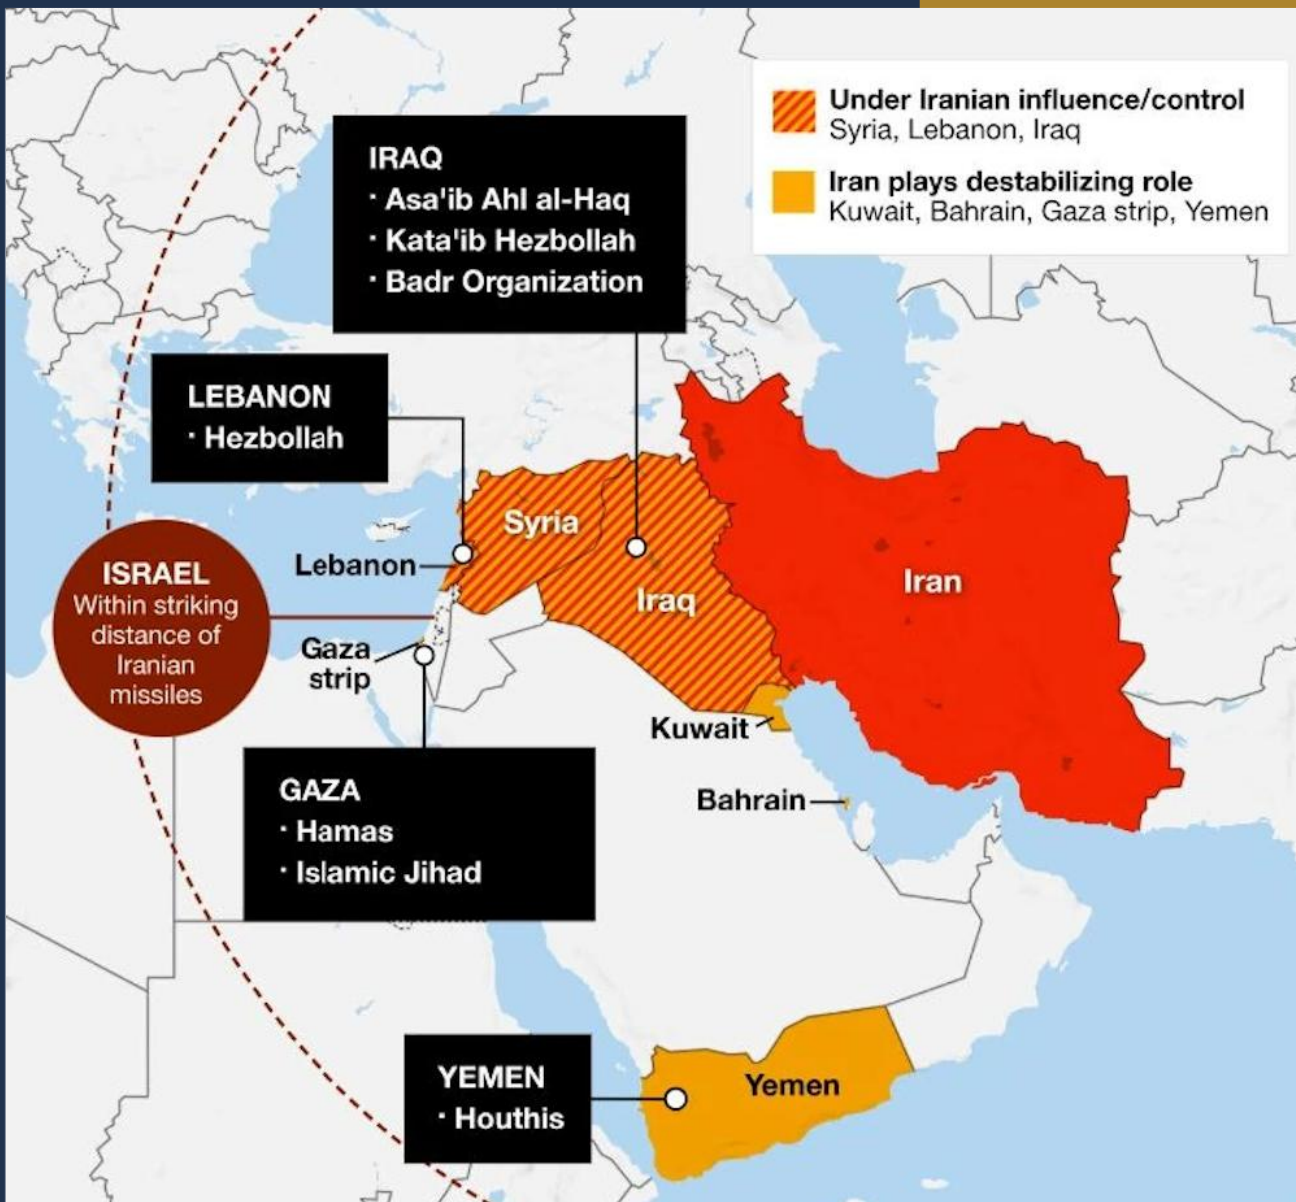 Under Iranian influence/control
Syria, Lebanon, Iraq
Iran plays destabilizing role
Kuwait, Bahrain, Gaza strip, Yemen
IRAQ
· Asa'ib Ahl al-Haq
· Kata'ib Hezbollah
· Badr Organization
LEBANON
· Hezbollah
Syria
Lebanon
Iraq
Iran
ISRAEL
Within striking
distance of
Iranian
missiles
Gaza
strip
Kuwait
Bahrain
GAZA
· Hamas
· Islamic Jihad
YEMEN
· Houthis
Yemen